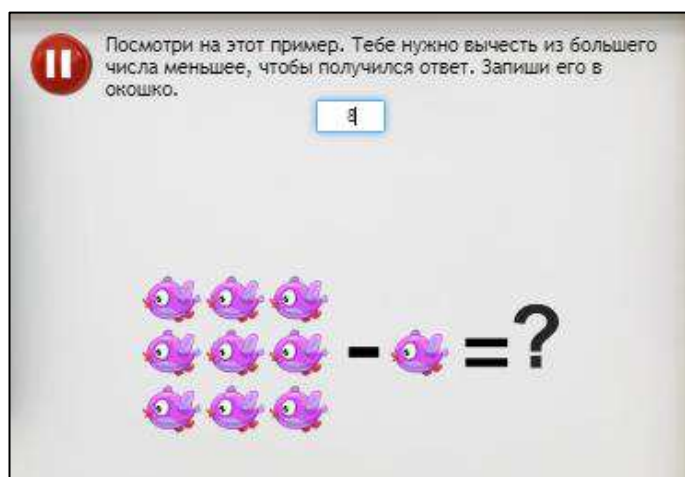 Посмотри на этот пример. Тебе нужно вычесть из большего
числа меньшее, чтобы получился ответ. Запиши его в
окошко.
8
- = ?